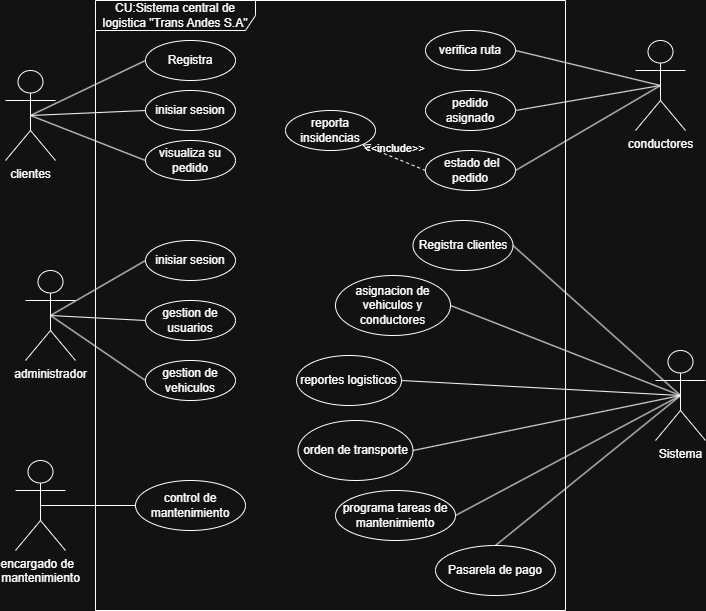 CU:Sistema central de
logistica "Trans Andes S.A"
Registra
inisiar sesion
visualiza su
pedido
clientes
verifica ruta
pedido
asignado
reporta
insidencias
<<include>>
estado del
pedido
conductores
inisiar sesion
gestion de
usuarios
gestion de
vehiculos
administrador
Registra clientes
asignacion de
vehiculos y
conductores
reportes logisticos
orden de transporte
programa tareas de
mantenimiento
Pasarela de pago
Sistema
control de
mantenimiento
encargado de
mantenimiento